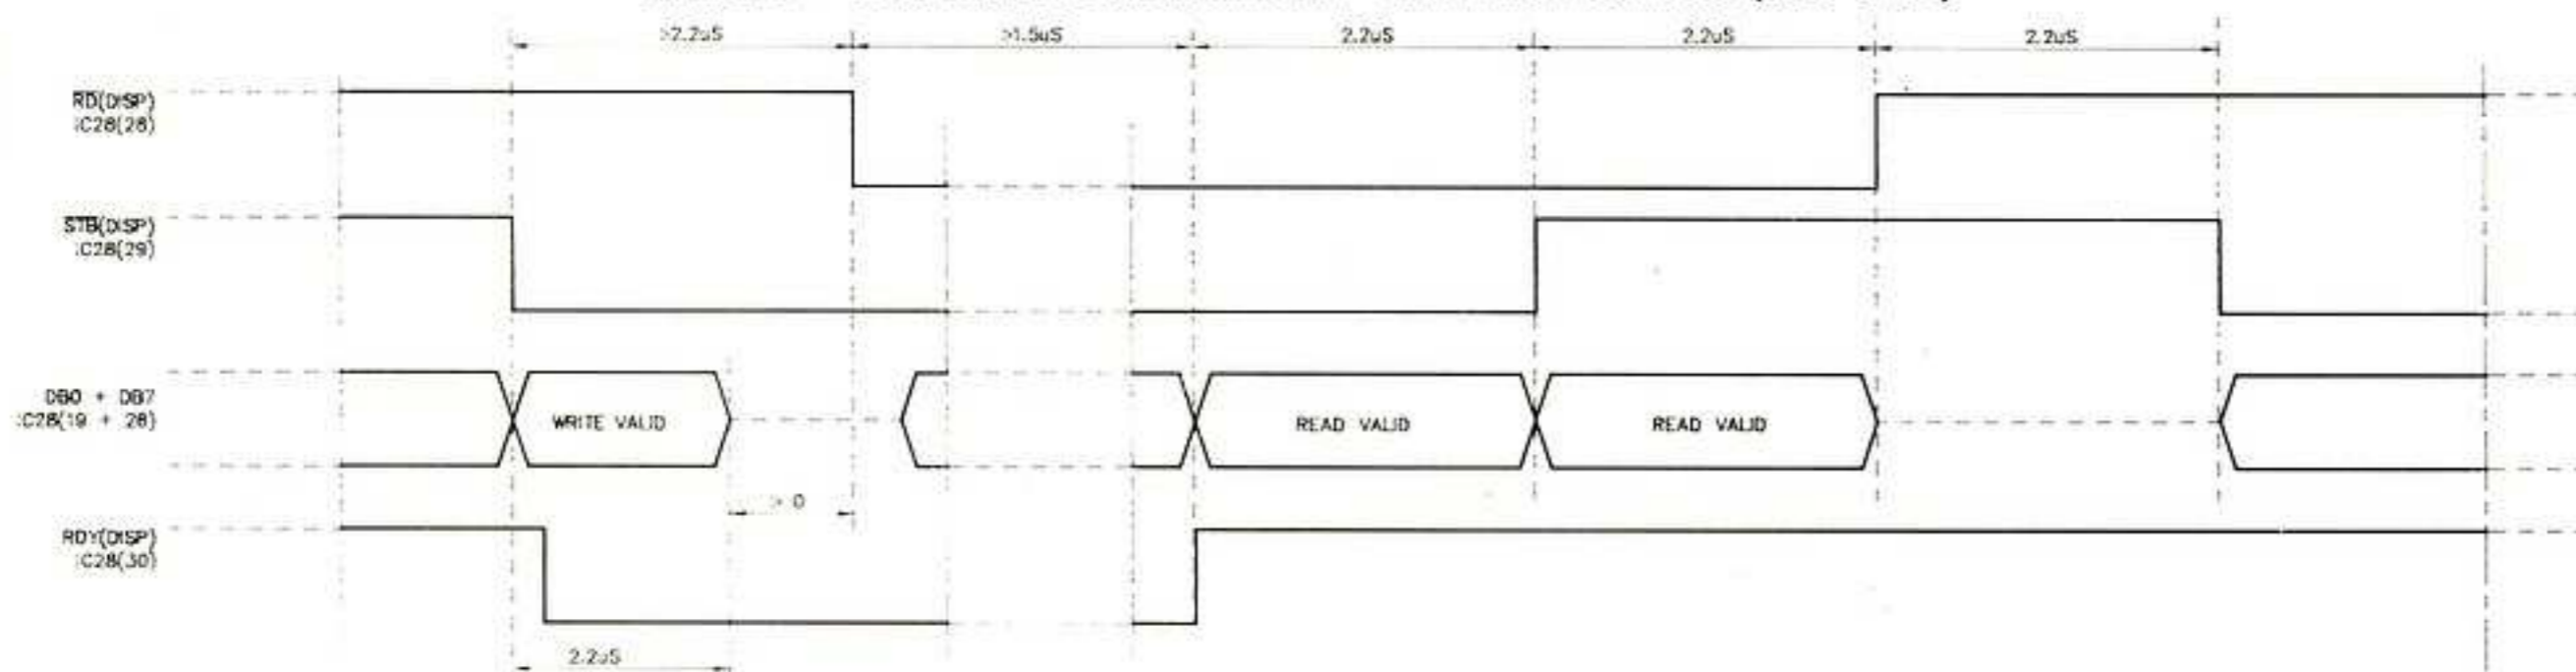 >2.2uS >1.5uS 2.2uS 2.2uS 2.2uS
RD(DISP)
IC28(28)
STB(DISP)
IC28(29)
DB0 + DB7
IC28(19 + 26)
WRITE VALID READ VALID READ VALID
> 0
RDY(DISP)
IC28(30)
2.2uS